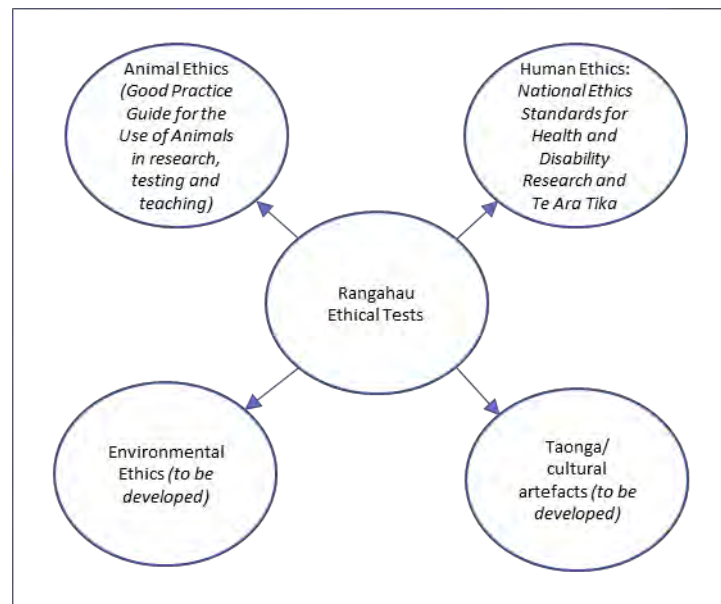 Animal Ethics
(Good Practice
Guide for the
Use of Animals
in research,
testing and
teaching)
Human Ethics:
National Ethics
Standards for
Health and
Disability
Research and
Te Ara Tika
Rangahau
Ethical Tests
Environmental
Ethics (to be
developed)
Taonga/
cultural
artefacts (to be
developed)